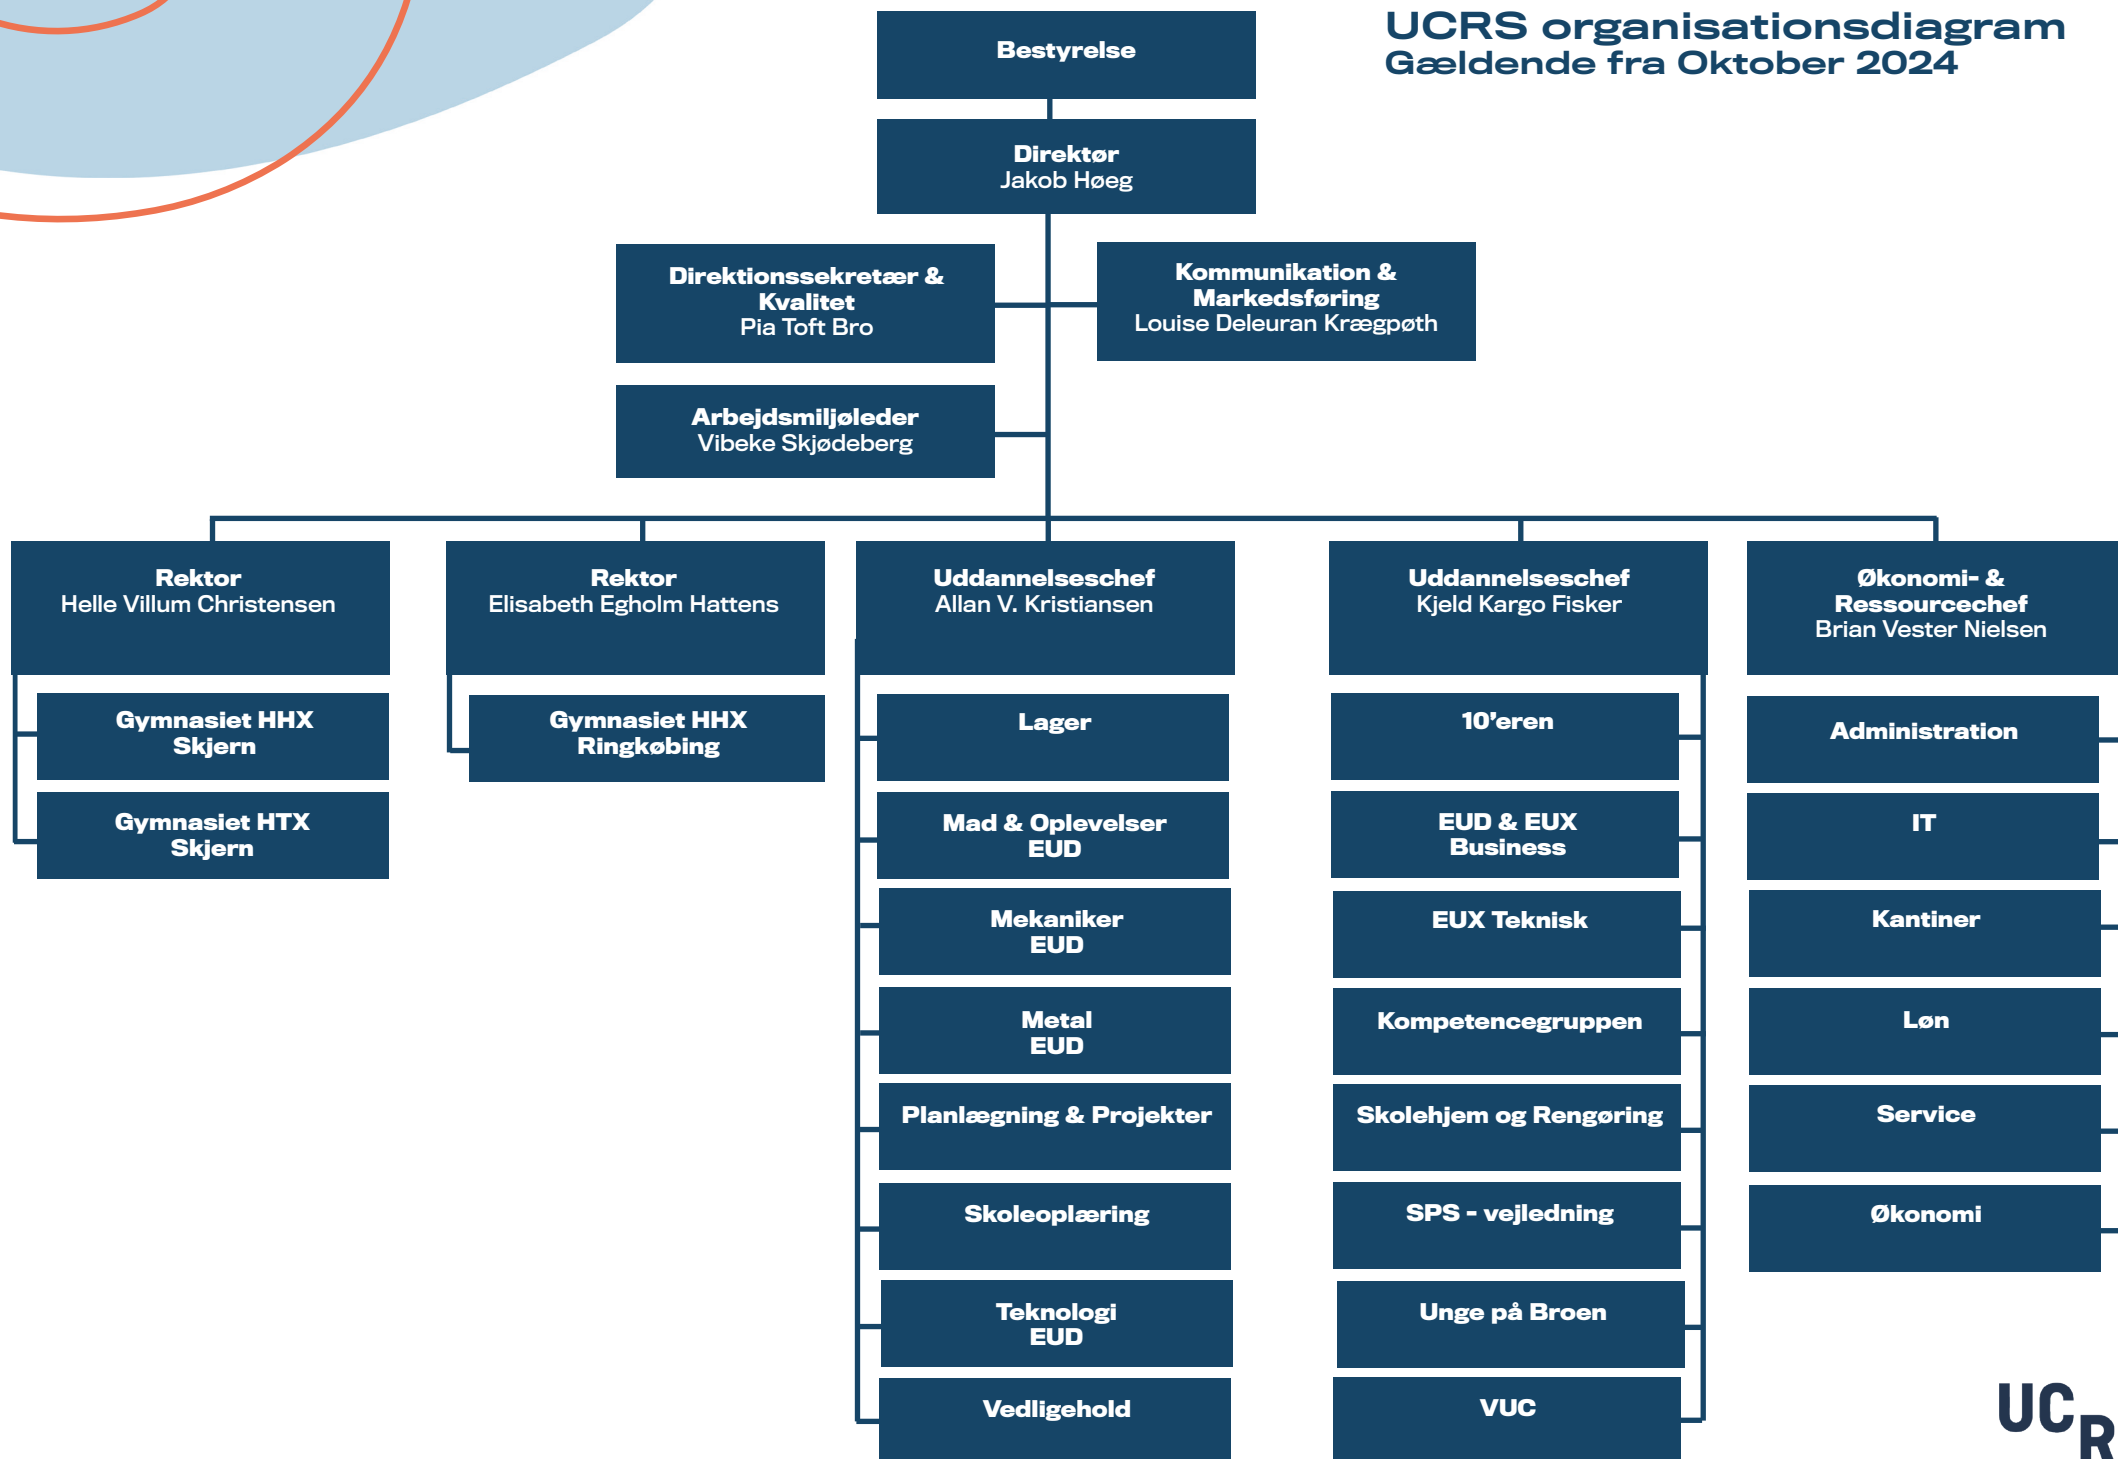 UCRS organisationsdiagram
Gældende fra Oktober 2024
Bestyrelse
Direktør
Jakob Høeg
Direktionssekretær &
Kvalitet
Pia Toft Bro
Kommunikation &
Markedsføring
Louise Deleuran Krægpøth
Arbejdsmiljøleder
Vibeke Skjødeberg
Rektor
Helle Villum Christensen
Gymnasiet HHX
Skjern
Gymnasiet HTX
Skjern
Rektor
Elisabeth Egholm Hattens
Gymnasiet HHX
Ringkøbing
Uddannelseschef
Allan V. Kristiansen
Lager
Mad & Oplevelser
EUD
Mekaniker
EUD
Metal
EUD
Planlægning & Projekter
Skoleoplæring
Teknologi
EUD
Vedligehold
Uddannelseschef
Kjeld Kargo Fisker
10'eren
EUD & EUX
Business
EUX Teknisk
Kompetencegruppen
Skolehjem og Rengøring
SPS - vejledning
Unge på Broen
VUC
Økonomi- &
Ressourcechef
Brian Vester Nielsen
Administration
IT
Kantiner
Løn
Service
Økonomi
UC
R